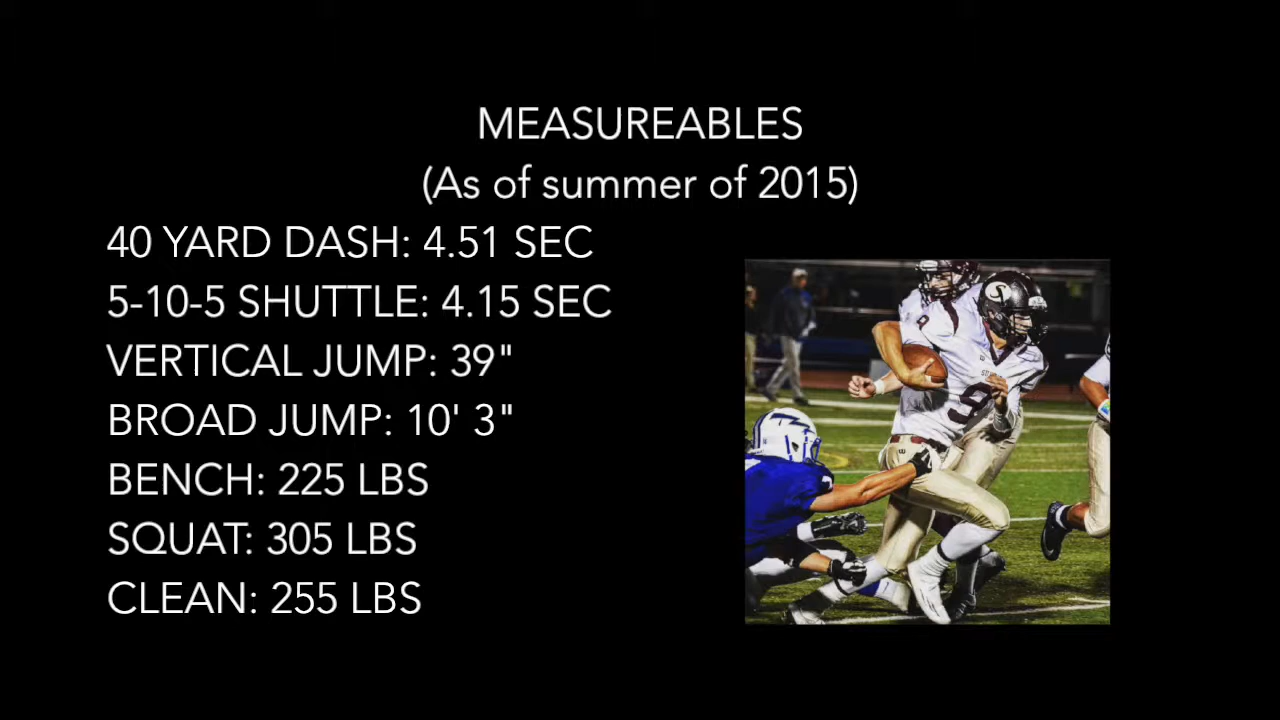 MEASUREABLES
(As of summer of 2015)
40 YARD DASH: 4.51 SEC
5-10-5 SHUTTLE: 4.15 SEC
VERTICAL JUMP: 39"
BROAD JUMP: 10' 3"
BENCH: 225 LBS
SQUAT: 305 LBS
CLEAN: 255 LBS
S
9